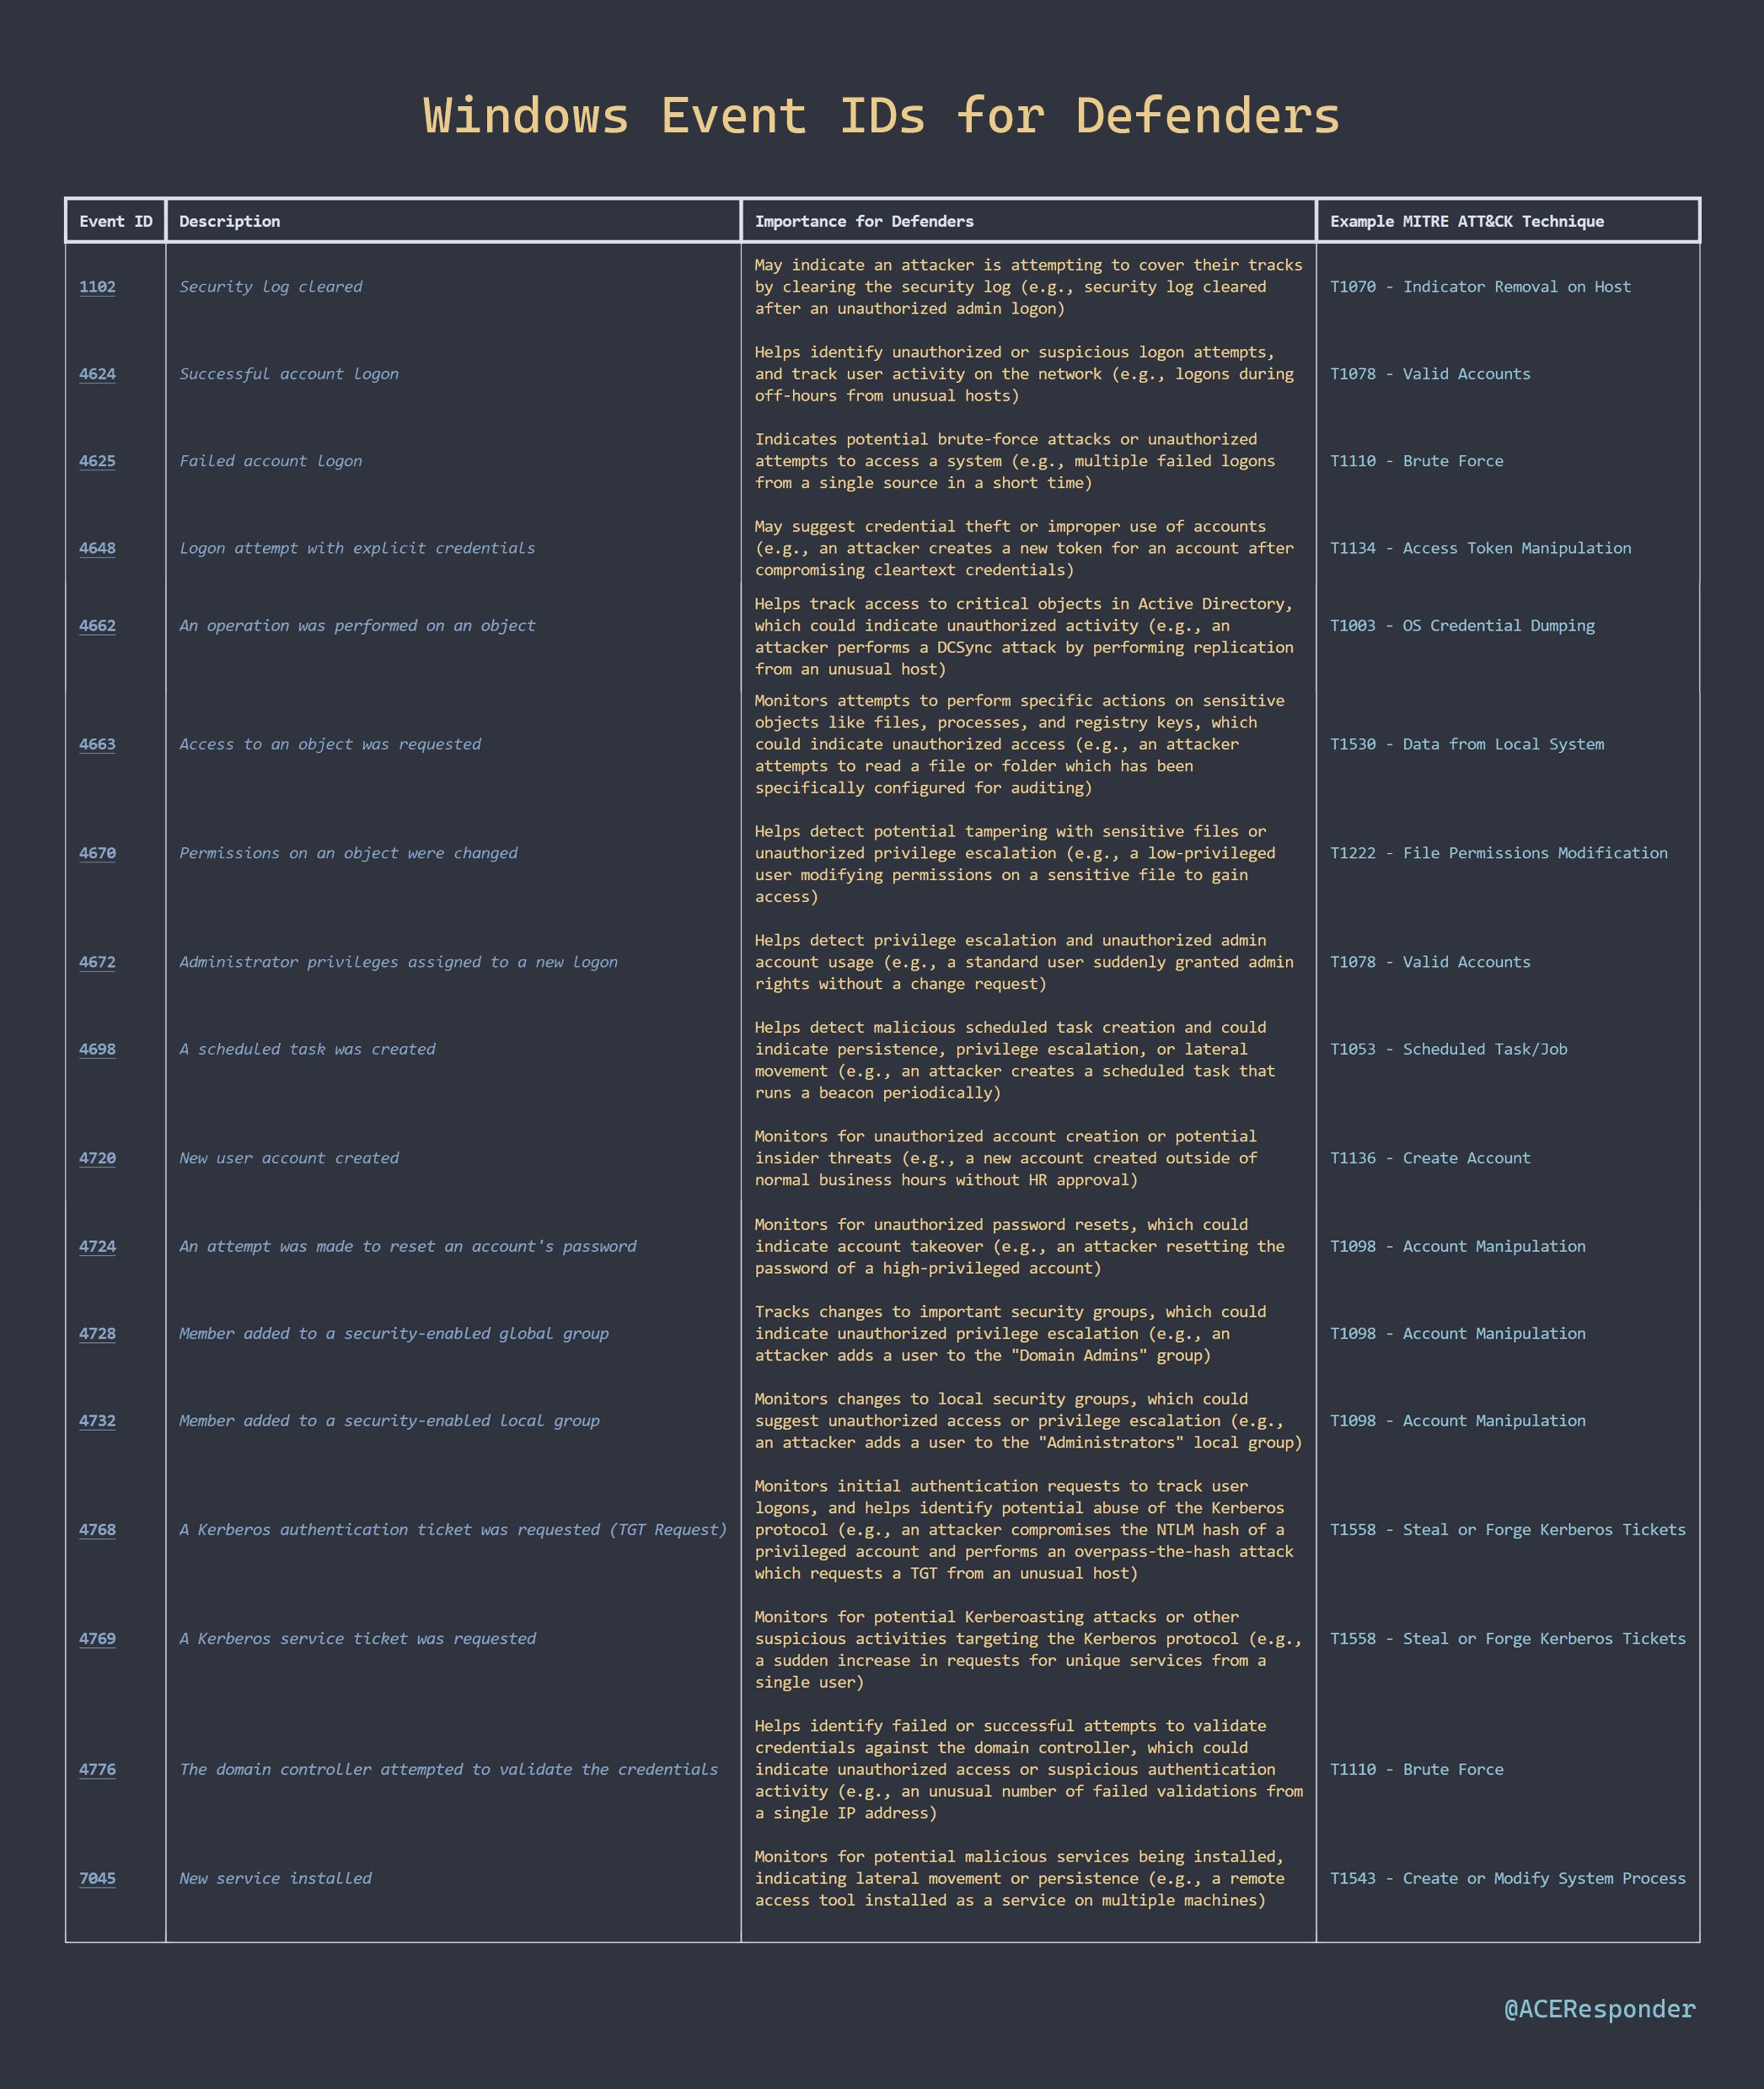 Windows Event IDs for Defenders
Event ID
Description
Importance for Defenders
Example MITRE ATT&CK Technique
1102
Security log cleared
May indicate an attacker is attempting to cover their tracks
by clearing the security log (e.g., security log cleared
after an unauthorized admin logon)
T1070 - Indicator Removal on Host
4624
Successful account logon
Helps identify unauthorized or suspicious logon attempts,
and track user activity on the network (e.g., logons during
off-hours from unusual hosts)
T1078 - Valid Accounts
4625
Failed account logon
Indicates potential brute-force attacks or unauthorized
attempts to access a system (e.g., multiple failed logons
from a single source in a short time)
T1110 - Brute Force
4648
Logon attempt with explicit credentials
May suggest credential theft or improper use of accounts
(e.g., an attacker creates a new token for an account after
compromising cleartext credentials)
T1134 - Access Token Manipulation
4662
An operation was performed on an object
Helps track access to critical objects in Active Directory,
which could indicate unauthorized activity (e.g., an
attacker performs a DCSync attack by performing replication
from an unusual host)
T1003 - OS Credential Dumping
4663
Access to an object was requested
Monitors attempts to perform specific actions on sensitive
objects like files, processes, and registry keys, which
could indicate unauthorized access (e.g., an attacker
attempts to read a file or folder which has been
specifically configured for auditing)
T1530 - Data from Local System
4670
Permissions on an object were changed
Helps detect potential tampering with sensitive files or
unauthorized privilege escalation (e.g., a low-privileged
user modifying permissions on a sensitive file to gain
access)
T1222 - File Permissions Modification
4672
Administrator privileges assigned to a new logon
Helps detect privilege escalation and unauthorized admin
account usage (e.g., a standard user suddenly granted admin
rights without a change request)
T1078 - Valid Accounts
4698
A scheduled task was created
Helps detect malicious scheduled task creation and could
indicate persistence, privilege escalation, or lateral
movement (e.g., an attacker creates a scheduled task that
runs a beacon periodically)
T1053 - Scheduled Task/Job
4720
New user account created
Monitors for unauthorized account creation or potential
insider threats (e.g., a new account created outside of
normal business hours without HR approval)
T1136 - Create Account
4724
An attempt was made to reset an account's password
Monitors for unauthorized password resets, which could
indicate account takeover (e.g., an attacker resetting the
password of a high-privileged account)
T1098 - Account Manipulation
4728
Member added to a security-enabled global group
Tracks changes to important security groups, which could
indicate unauthorized privilege escalation (e.g., an
attacker adds a user to the "Domain Admins" group)
T1098 - Account Manipulation
4732
Member added to a security-enabled local group
Monitors changes to local security groups, which could
suggest unauthorized access or privilege escalation (e.g.,
an attacker adds a user to the "Administrators" local group)
T1098 - Account Manipulation
4768
A Kerberos authentication ticket was requested (TGT Request)
Monitors initial authentication requests to track user
logons, and helps identify potential abuse of the Kerberos
protocol (e.g., an attacker compromises the NTLM hash of a
privileged account and performs an overpass-the-hash attack
which requests a TGT from an unusual host)
T1558 - Steal or Forge Kerberos Tickets
4769
A Kerberos service ticket was requested
Monitors for potential Kerberoasting attacks or other
suspicious activities targeting the Kerberos protocol (e.g.,
a sudden increase in requests for unique services from a
single user)
T1558 - Steal or Forge Kerberos Tickets
4776
The domain controller attempted to validate the credentials
Helps identify failed or successful attempts to validate
credentials against the domain controller, which could
indicate unauthorized access or suspicious authentication
activity (e.g., an unusual number of failed validations from
a single IP address)
T1110 - Brute Force
7045
New service installed
Monitors for potential malicious services being installed,
indicating lateral movement or persistence (e.g., a remote
access tool installed as a service on multiple machines)
T1543 - Create or Modify System Process
@ACEResponder